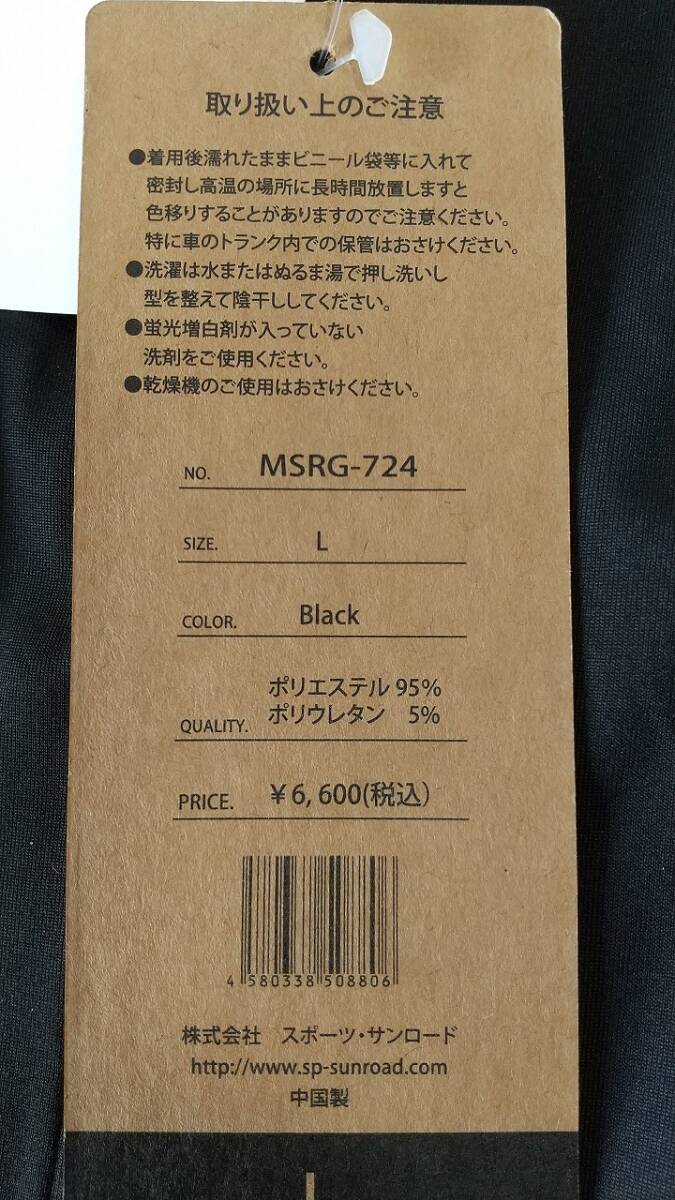 取り扱い上のご注意
●着用後濡れたままビニール袋等に入れて
密封し高温の場所に長時間放置しますと
色移りすることがありますのでご注意ください。
特に車のトランク内での保管はおさけください。
●洗濯は水またはぬるま湯で押し洗いし
型を整えて陰干ししてください。
●蛍光増白剤が入っていない
洗剤をご使用ください。
●乾燥機のご使用はおさけください。
NO. MSRG-724
SIZE. L
COLOR. Black
ポリエステル 95%
QUALITY. ポリウレタン 5%
PRICE. ¥6,600(税込)
4 580338 508806
株式会社 スポーツ・サンロード
http://www.sp-sunroad.com
中国製